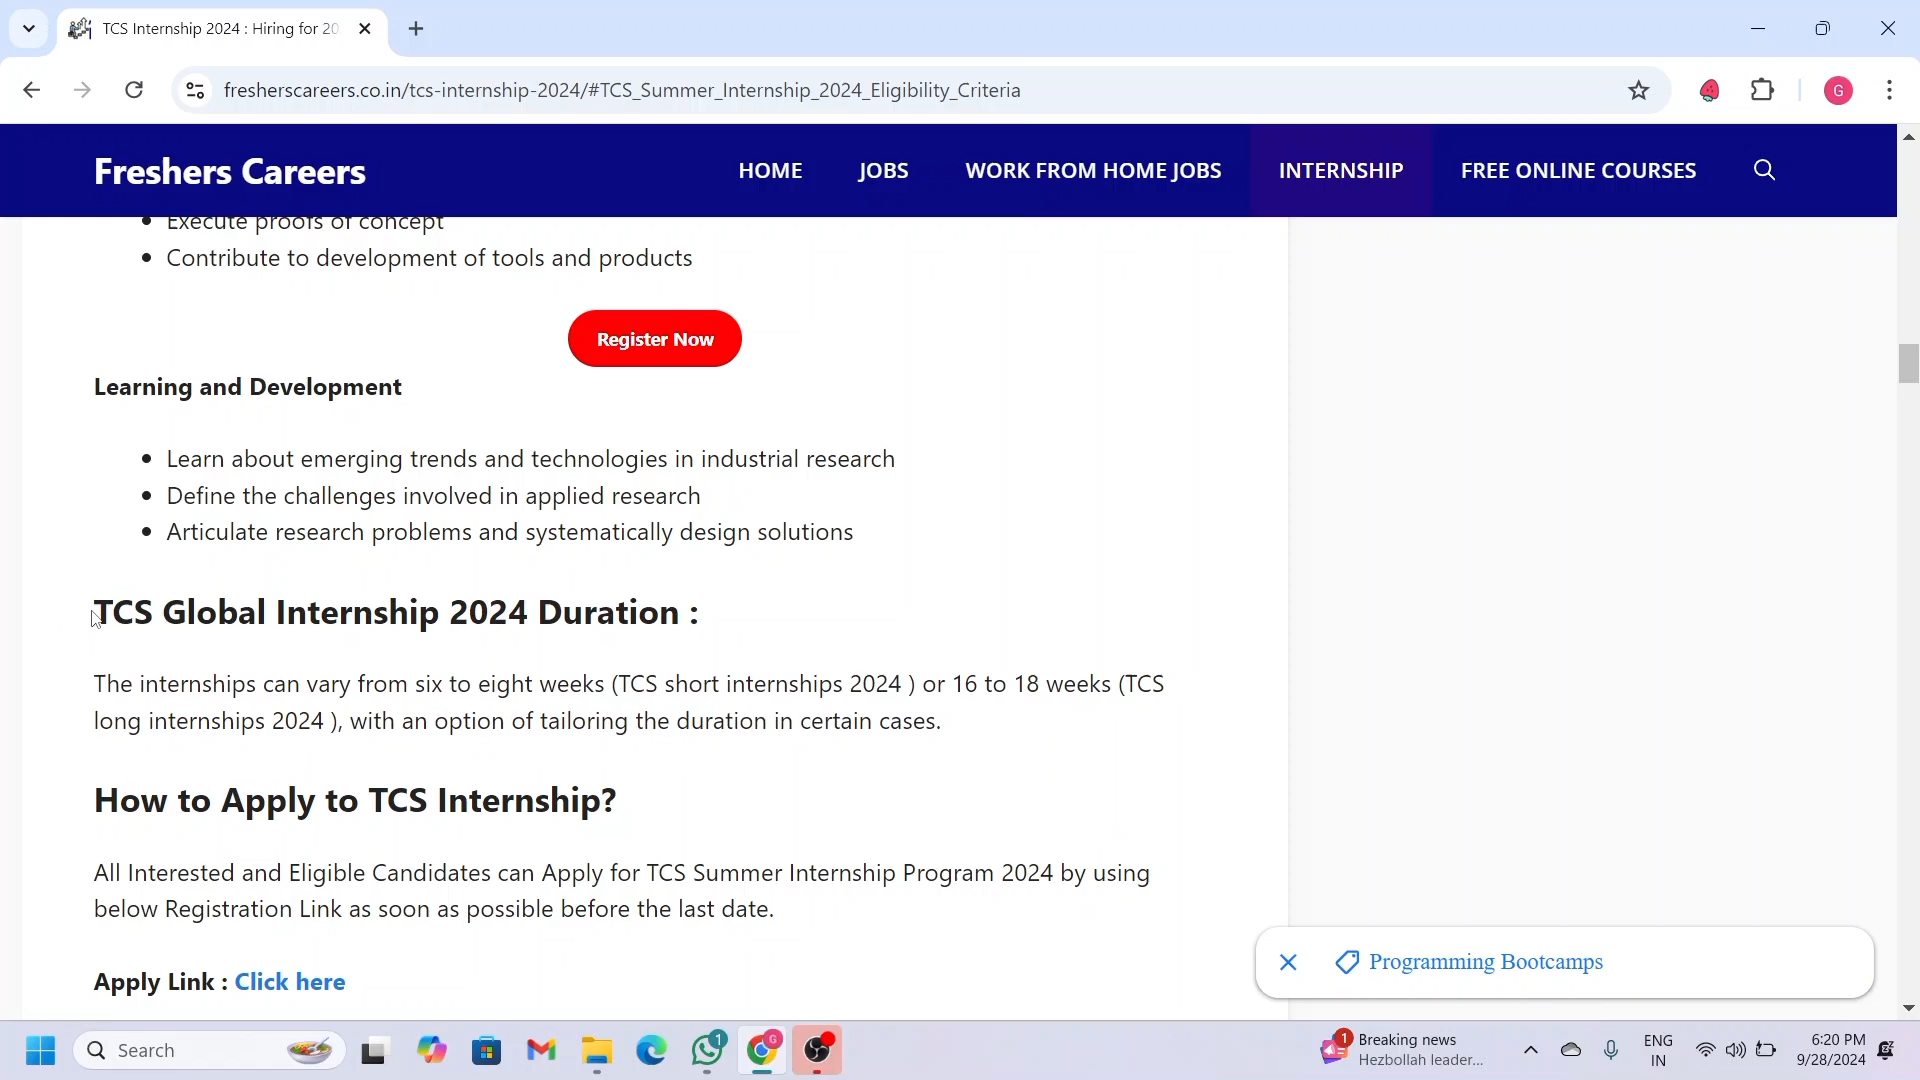 TCS Internship 2024 : Hiring for 20
fresherscareers.co.in/tcs-internship-2024/#TCS_Summer_Internship_2024_Eligibility_Criteria
G
Freshers Careers
HOME
JOBS
WORK FROM HOME JOBS
INTERNSHIP
FREE ONLINE COURSES
Execute proofs of concept
Contribute to development of tools and products
Register Now
Learning and Development
Learn about emerging trends and technologies in industrial research
Define the challenges involved in applied research
Articulate research problems and systematically design solutions
TCS Global Internship 2024 Duration :
The internships can vary from six to eight weeks (TCS short internships 2024 ) or 16 to 18 weeks (TCS
long internships 2024 ), with an option of tailoring the duration in certain cases.
How to Apply to TCS Internship?
All Interested and Eligible Candidates can Apply for TCS Summer Internship Program 2024 by using
below Registration Link as soon as possible before the last date.
Programming Bootcamps
Apply Link : Click here
Search
1
G
1
Breaking news
Hezbollah leader...
ENG
IN
6:20 PM
9/28/2024